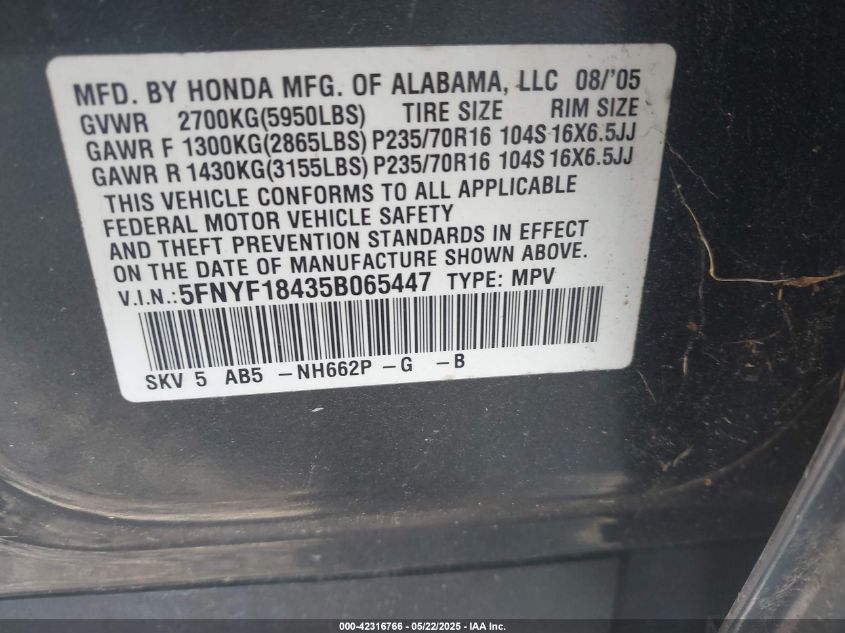 MFD. BY HONDA MFG. OF ALABAMA, LLC 08/'05
GVWR 2700KG(5950LBS) TIRE SIZE RIM SIZE
GAWR F 1300KG(2865LBS) P235/70R16 104S 16X6.5JJ
GAWR R 1430KG(3155LBS) P235/70R16 104S 16X6.5JJ
THIS VEHICLE CONFORMS TO ALL APPLICABLE
FEDERAL MOTOR VEHICLE SAFETY
AND THEFT PREVENTION STANDARDS IN EFFECT
ON THE DATE OF MANUFACTURE SHOWN ABOVE.
V.I.N.:5FNYF18435B065447 TYPE: MPV
SKV 5 AB5 -NH662P -G -B
000-42316766 - 05/22/2025 - IAA Inc.